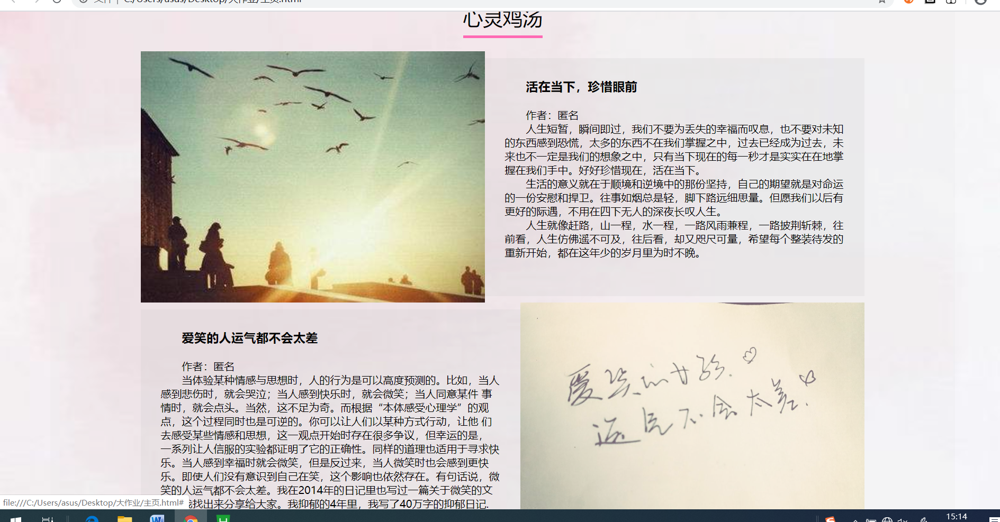 心灵鸡汤
活在当下，珍惜眼前
作者：匿名
人生短暂，瞬间即过，我们不要为丢失的幸福而叹息，也不要对未知
的东西感到恐慌，太多的东西不在我们掌握之中，过去已经成为过去，未
来也不一定是我们的想象之中，只有当下现在的每一秒才是实实在在地掌
握在我们手中。好好珍惜现在，活在当下。
生活的意义就在于顺境和逆境中的那份坚持，自己的期望就是对命运
的一份安慰和捍卫。往事如烟总是轻，脚下路远细思量。但愿我们以后有
更好的际遇，不用在四下无人的深夜长叹人生。
人生就像赶路，山一程，水一程，一路风雨兼程，一路披荆斩棘，往
前看，人生仿佛遥不可及，往后看，却又咫尺可量，希望每个整装待发的
重新开始，都在这年少的岁月里为时不晚。
爱笑的人运气都不会太差
作者：匿名
当体验某种情感与思想时，人的行为是可以高度预测的。比如，当人
感到悲伤时，就会哭泣；当人感到快乐时，就会微笑；当人同意某件 事
情时，就会点头。当然，这不足为奇。而根据“本体感受心理学”的观
点，这个过程同时也是可逆的。你可以让人们以某种方式行动，让他 们
去感受某些情感和思想，这一观点开始时存在很多争议，但幸运的是，
一系列让人信服的实验都证明了它的正确性。同样的道理也适用于寻求快
乐。当人感到幸福时就会微笑，但是反过来，当人微笑时也会感到更快
乐。即使人们没有意识到自己在笑，这个影响也依然存在。有句话说，微
笑的人运气都不会太差。我在2014年的日记里也写过一篇关于微笑的文
找出来分享给大家。我抑郁的4年里，我写了40万字的抑郁日记.
爱笑的女孩.
运气不会太差.
file:///C:/Users/asus/Desktop/大作业/主页.html#
15:14